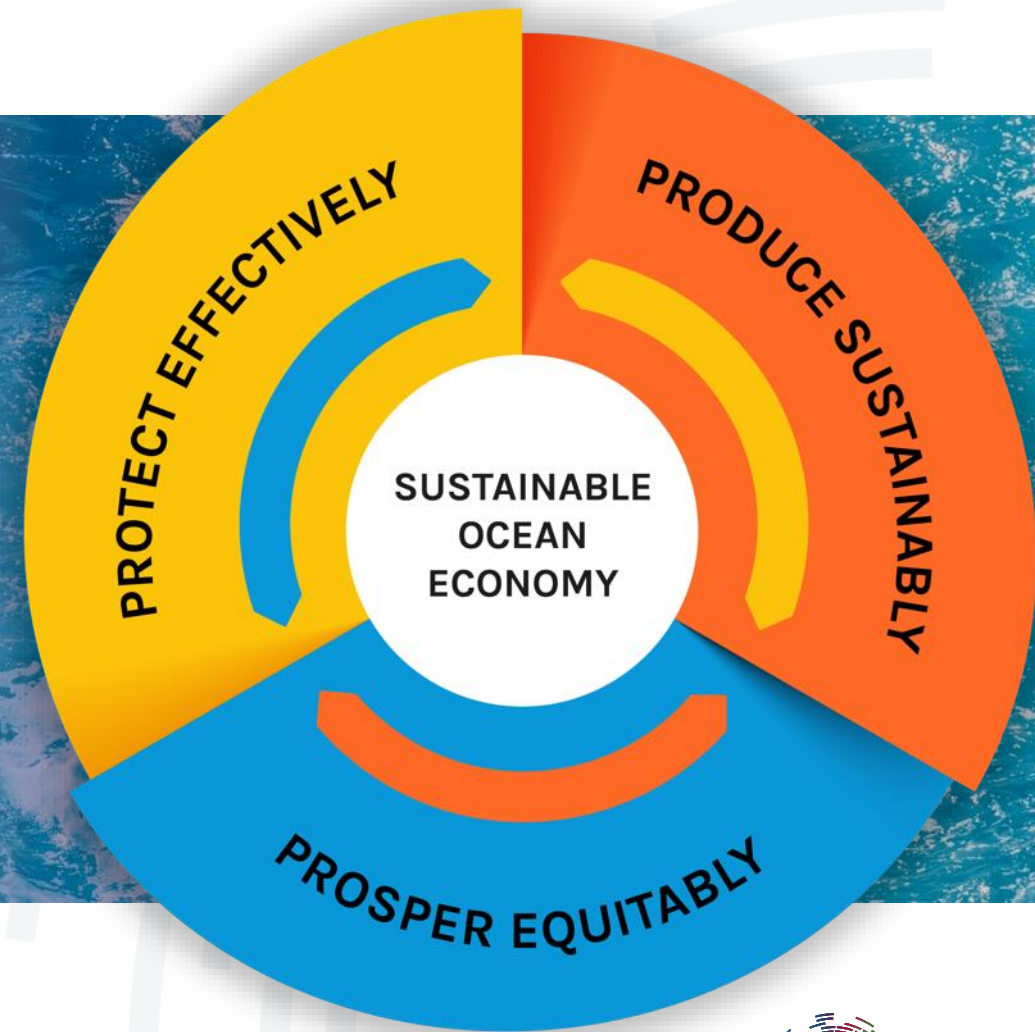 PROTECT EFFECTIVELY
PRODUCE SUSTAINABLY
SUSTAINABLE
OCEAN
ECONOMY
PROSPER EQUITABLY